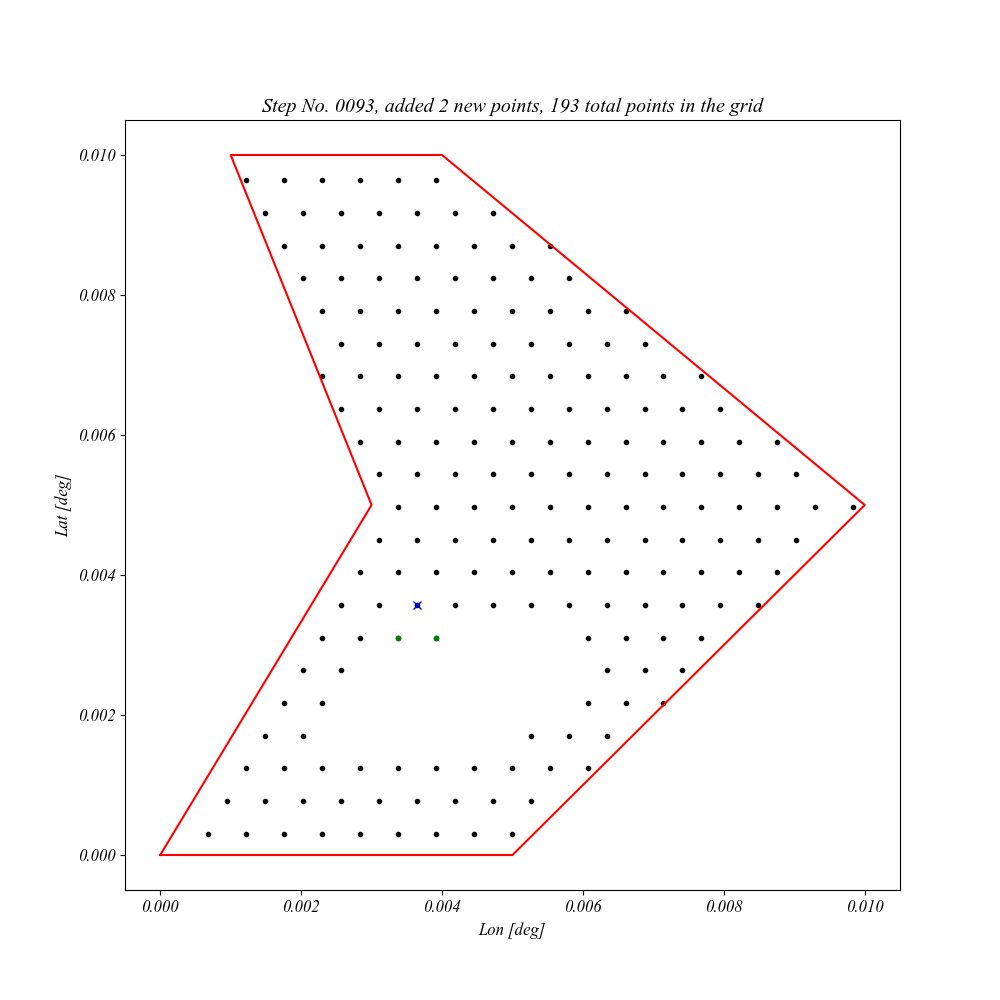 Step No. 0093, added 2 new points, 193 total points in the grid
0.010
0.008
0.006
0.004
0.002
0.000
Lat [deg]
0.000 0.002 0.004 0.006 0.008 0.010
Lon [deg]